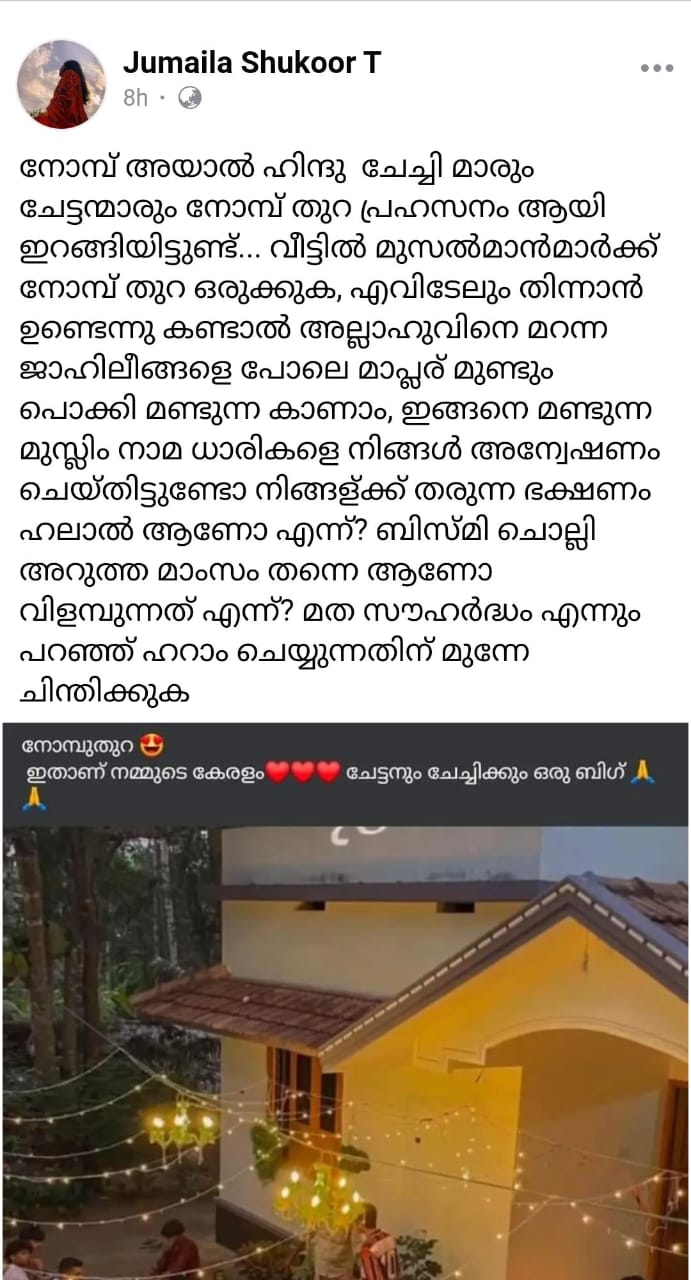 Jumaila Shukoor T
8h ·
നോമ്പ് അയാൽ ഹിന്ദു ചേച്ചി മാരും
ചേട്ടന്മാരും നോമ്പ് തുറ പ്രഹസനം ആയി
ഇറങ്ങിയിട്ടുണ്ട്... വീട്ടിൽ മുസൽമാൻമാർക്ക്
നോമ്പ് തുറ ഒരുക്കുക, എവിടേലും തിന്നാൻ
ഉണ്ടെന്നു കണ്ടാൽ അല്ലാഹുവിനെ മറന്ന
ജാഹിലീങ്ങളെ പോലെ മാപ്ലര് മുണ്ടും
പൊക്കി മണ്ടുന്ന കാണാം, ഇങ്ങനെ മണ്ടുന്ന
മുസ്ലിം നാമ ധാരികളെ നിങ്ങൾ അന്വേഷണം
ചെയ്തിട്ടുണ്ടോ നിങ്ങള്ക്ക് തരുന്ന ഭക്ഷണം
ഹലാൽ ആണോ എന്ന്? ബിസ്മി ചൊല്ലി
അറുത്ത മാംസം തന്നെ ആണോ
വിളമ്പുന്നത് എന്ന്? മത സൗഹർദ്ധം എന്നും
പറഞ്ഞ് ഹറാം ചെയ്യുന്നതിന് മുന്നേ
ചിന്തിക്കുക
നോമ്പുതുറ 🤩
ഇതാണ് നമ്മുടെ കേരളം❤️❤️❤️ ചേട്ടനും ചേച്ചിക്കും ഒരു ബിഗ് 🙏
🙏